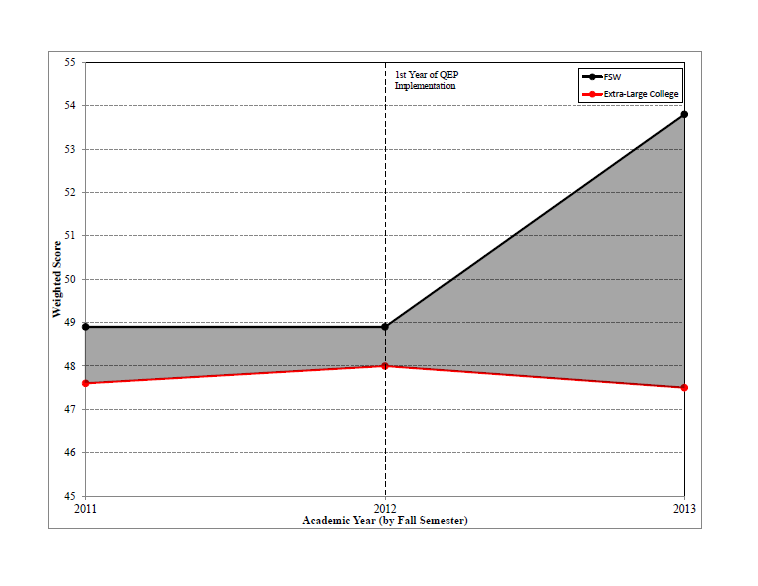 55
1st Year of QEP
Implementation
FSW
Extra-Large College
54
53
52
51
50
49
48
47
46
45
Weighted Score
2011
2012
2013
Academic Year (by Fall Semester)